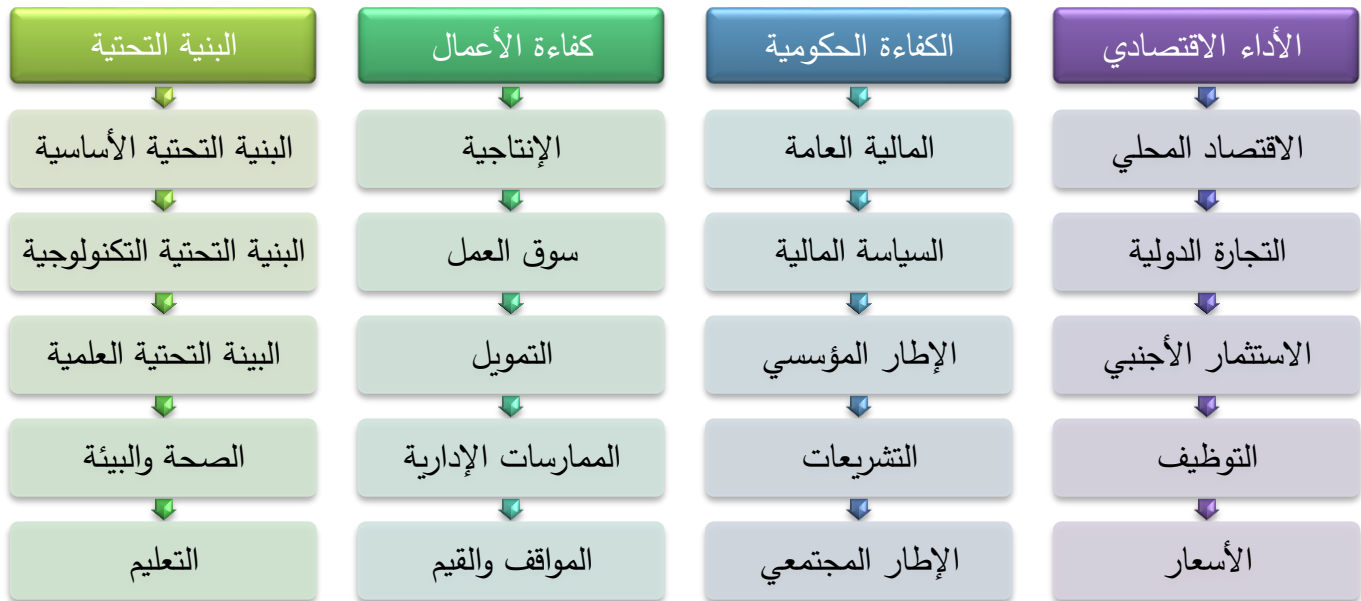 الأداء الاقتصادي
الاقتصاد المحلي
التجارة الدولية
الاستثمار الأجنبي
التوظيف
الأسعار
الكفاءة الحكومية
المالية العامة
السياسة المالية
الإطار المؤسسي
التشريعات
الإطار المجتمعي
كفاءة الأعمال
الإنتاجية
سوق العمل
التمويل
الممارسات الإدارية
المواقف والقيم
البنية التحتية
البنية التحتية الأساسية
البنية التحتية التكنولوجية
البينة التحتية العلمية
الصحة والبيئة
التعليم